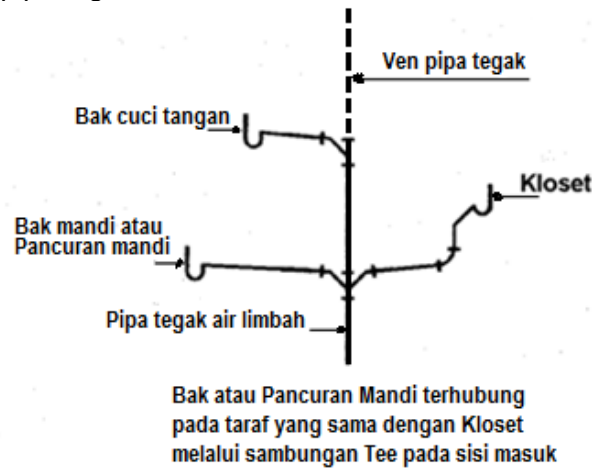 Ven pipa tegak
Bak cuci tangan
Kloset
Bak mandi atau
Pancuran mandi
Pipa tegak air limbah
Bak atau Pancuran Mandi terhubung
pada taraf yang sama dengan Kloset
melalui sambungan Tee pada sisi masuk